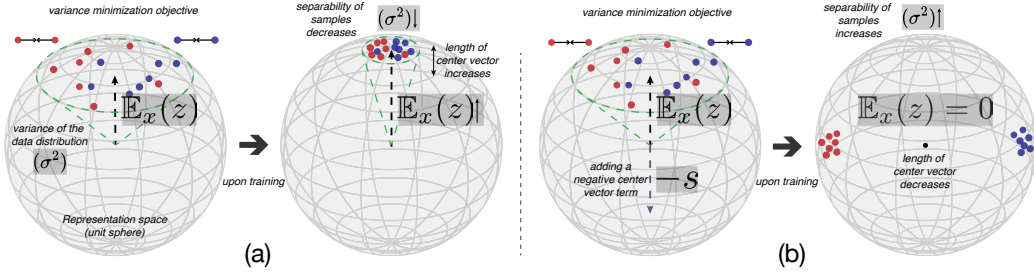 variance minimization objective
𝔼ₓ(z)
variance of the
data distribution
(σ²)
Representation space
(unit sphere)
upon training
separability of
samples
decreases
(σ²)↓
length of
center vector
increases
𝔼ₓ(z)↑
(a)
variance minimization objective
𝔼ₓ(z)
adding a
negative center
vector term
−s
upon training
separability of
samples
increases
(σ²)↑
𝔼ₓ(z) = 0
length of
center vector
decreases
(b)